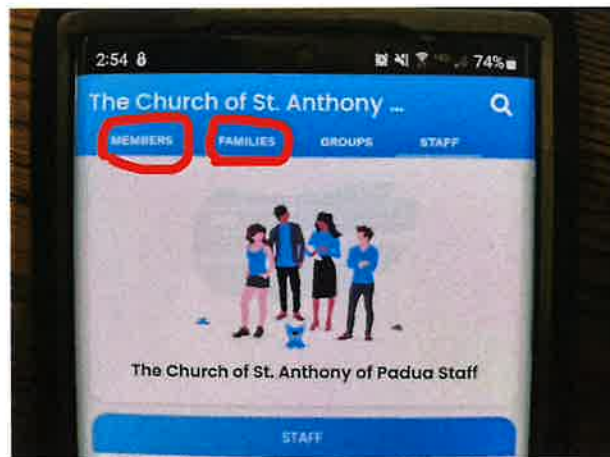 2:54 8 74%
The Church of St. Anthony ...
MEMBERS FAMILIES GROUPS STAFF
The Church of St. Anthony of Padua Staff
STAFF